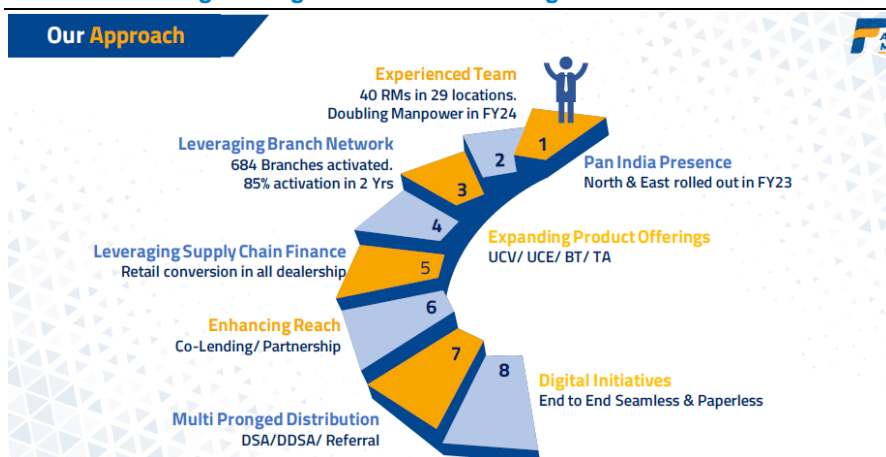 Our Approach
Experienced Team
40 RMs in 29 locations.
Doubling Manpower in FY24
1
Leveraging Branch Network
684 Branches activated.
85% activation in 2 Yrs
2
Pan India Presence
North & East rolled out in FY23
3
4
Expanding Product Offerings
UCV/ UCE/ BT/ TA
Leveraging Supply Chain Finance
Retail conversion in all dealership
5
6
Enhancing Reach
Co-Lending/ Partnership
7
8
Digital Initiatives
End to End Seamless & Paperless
Multi Pronged Distribution
DSA/DDSA/ Referral